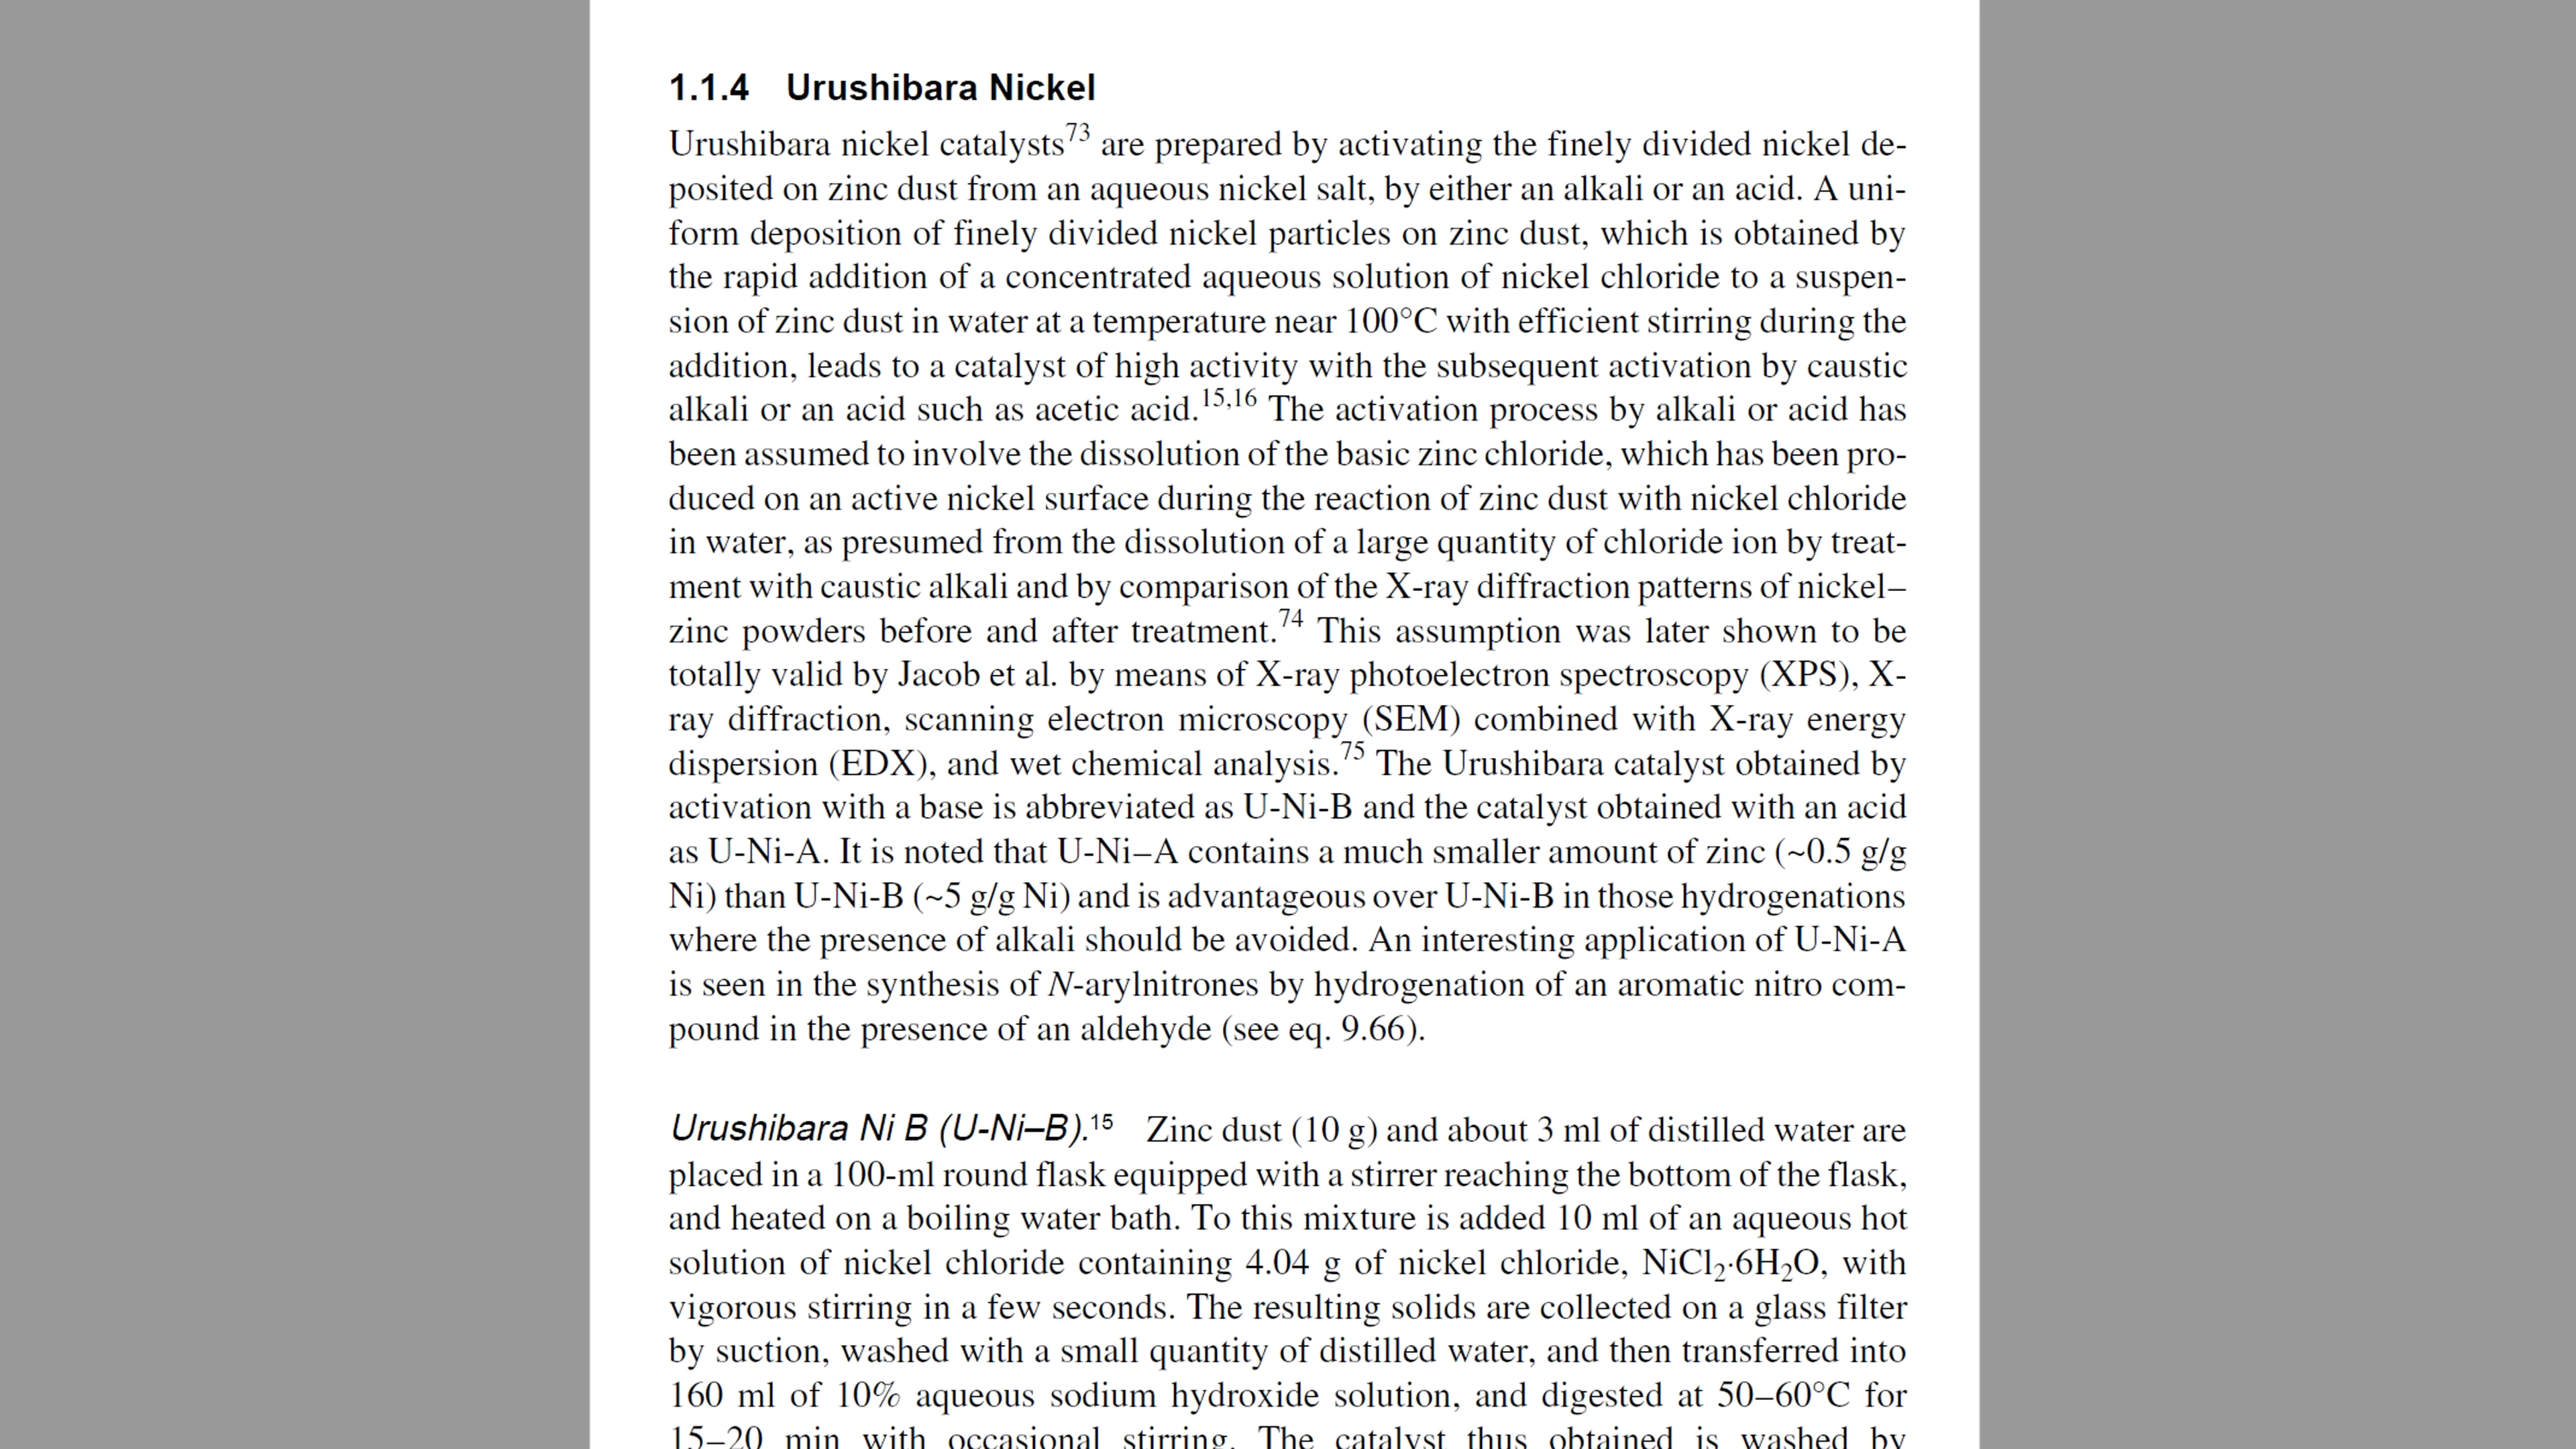 1.1.4 Urushibara Nickel
Urushibara nickel catalysts73 are prepared by activating the finely divided nickel de-
posited on zinc dust from an aqueous nickel salt, by either an alkali or an acid. A uni-
form deposition of finely divided nickel particles on zinc dust, which is obtained by
the rapid addition of a concentrated aqueous solution of nickel chloride to a suspen-
sion of zinc dust in water at a temperature near 100°C with efficient stirring during the
addition, leads to a catalyst of high activity with the subsequent activation by caustic
alkali or an acid such as acetic acid.15,16 The activation process by alkali or acid has
been assumed to involve the dissolution of the basic zinc chloride, which has been pro-
duced on an active nickel surface during the reaction of zinc dust with nickel chloride
in water, as presumed from the dissolution of a large quantity of chloride ion by treat-
ment with caustic alkali and by comparison of the X-ray diffraction patterns of nickel–
zinc powders before and after treatment.74 This assumption was later shown to be
totally valid by Jacob et al. by means of X-ray photoelectron spectroscopy (XPS), X-
ray diffraction, scanning electron microscopy (SEM) combined with X-ray energy
dispersion (EDX), and wet chemical analysis.75 The Urushibara catalyst obtained by
activation with a base is abbreviated as U-Ni-B and the catalyst obtained with an acid
as U-Ni-A. It is noted that U-Ni–A contains a much smaller amount of zinc (~0.5 g/g
Ni) than U-Ni-B (~5 g/g Ni) and is advantageous over U-Ni-B in those hydrogenations
where the presence of alkali should be avoided. An interesting application of U-Ni-A
is seen in the synthesis of N-arylnitrones by hydrogenation of an aromatic nitro com-
pound in the presence of an aldehyde (see eq. 9.66).
Urushibara Ni B (U-Ni–B).15 Zinc dust (10 g) and about 3 ml of distilled water are
placed in a 100-ml round flask equipped with a stirrer reaching the bottom of the flask,
and heated on a boiling water bath. To this mixture is added 10 ml of an aqueous hot
solution of nickel chloride containing 4.04 g of nickel chloride, NiCl2·6H2O, with
vigorous stirring in a few seconds. The resulting solids are collected on a glass filter
by suction, washed with a small quantity of distilled water, and then transferred into
160 ml of 10% aqueous sodium hydroxide solution, and digested at 50–60°C for
15–20 min with occasional stirring. The catalyst thus obtained is washed by